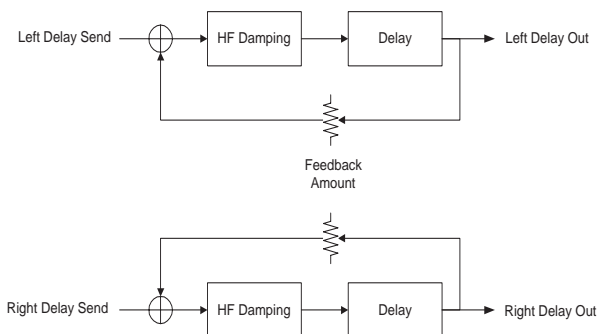 Left Delay Send
HF Damping
Delay
Left Delay Out
Feedback
Amount
Right Delay Send
HF Damping
Delay
Right Delay Out